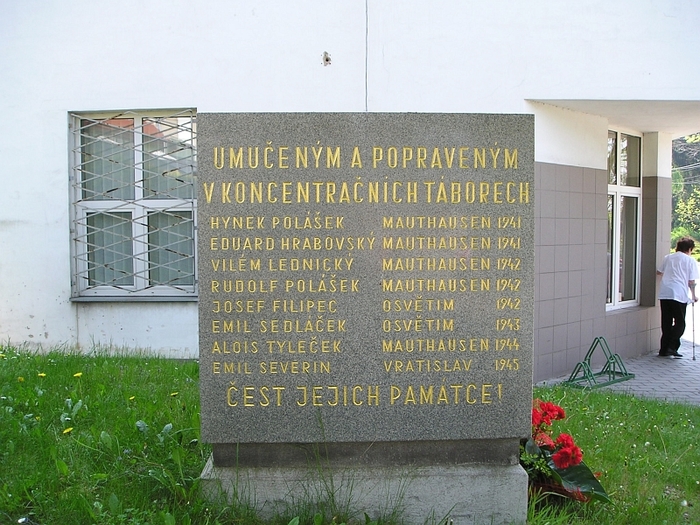 UMUČENÝM A POPRAVENÝM
V KONCENTRAČNÍCH TÁBORECH
HYNEK POLÁŠEK MAUTHAUSEN 1941
EDUARD HRABOVSKÝ MAUTHAUSEN 1941
VILÉM LEDNICKÝ MAUTHAUSEN 1942
RUDOLF POLÁŠEK MAUTHAUSEN 1942
JOSEF FILIPEC OSVĚTIM 1942
EMIL SEDLÁČEK OSVĚTIM 1943
ALOIS TYLEČEK MAUTHAUSEN 1944
EMIL SEVERIN VRATISLAV 1945
ČEST JEJICH PAMÁTCE!